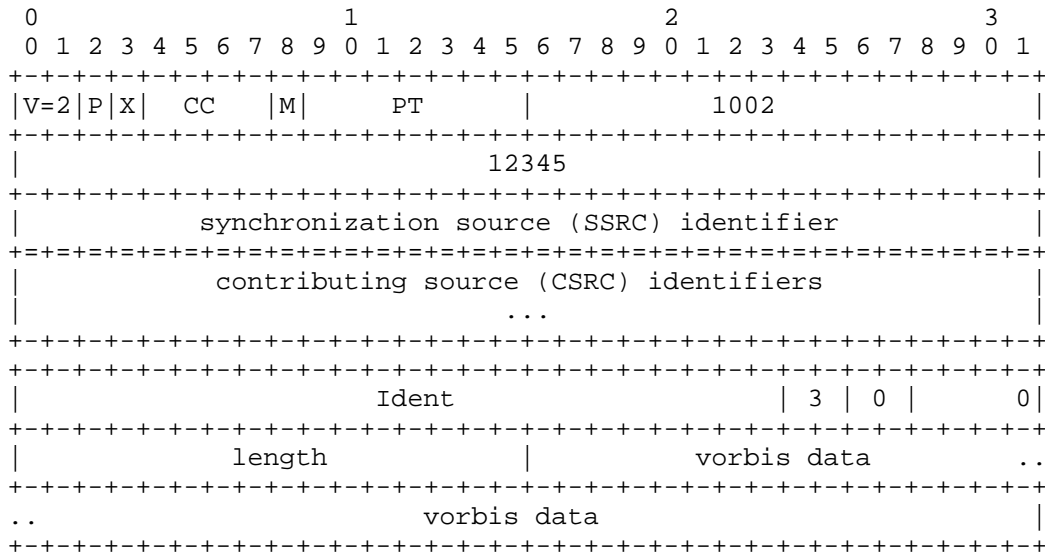 0                   1                   2                   3
 0 1 2 3 4 5 6 7 8 9 0 1 2 3 4 5 6 7 8 9 0 1 2 3 4 5 6 7 8 9 0 1
+-+-+-+-+-+-+-+-+-+-+-+-+-+-+-+-+-+-+-+-+-+-+-+-+-+-+-+-+-+-+-+-+
|V=2|P|X|  CC   |M|     PT      |           1002                |
+-+-+-+-+-+-+-+-+-+-+-+-+-+-+-+-+-+-+-+-+-+-+-+-+-+-+-+-+-+-+-+-+
|                             12345                             |
+-+-+-+-+-+-+-+-+-+-+-+-+-+-+-+-+-+-+-+-+-+-+-+-+-+-+-+-+-+-+-+-+
|           synchronization source (SSRC) identifier            |
+=+=+=+=+=+=+=+=+=+=+=+=+=+=+=+=+=+=+=+=+=+=+=+=+=+=+=+=+=+=+=+=+
|            contributing source (CSRC) identifiers             |
|                              ...                              |
+-+-+-+-+-+-+-+-+-+-+-+-+-+-+-+-+-+-+-+-+-+-+-+-+-+-+-+-+-+-+-+-+
+-+-+-+-+-+-+-+-+-+-+-+-+-+-+-+-+-+-+-+-+-+-+-+-+-+-+-+-+-+-+-+-+
|                      Ident                    | 3 | 0 |      0|
+-+-+-+-+-+-+-+-+-+-+-+-+-+-+-+-+-+-+-+-+-+-+-+-+-+-+-+-+-+-+-+-+
|             length            |          vorbis data         ..
+-+-+-+-+-+-+-+-+-+-+-+-+-+-+-+-+-+-+-+-+-+-+-+-+-+-+-+-+-+-+-+-+
..                        vorbis data                           |
+-+-+-+-+-+-+-+-+-+-+-+-+-+-+-+-+-+-+-+-+-+-+-+-+-+-+-+-+-+-+-+-+